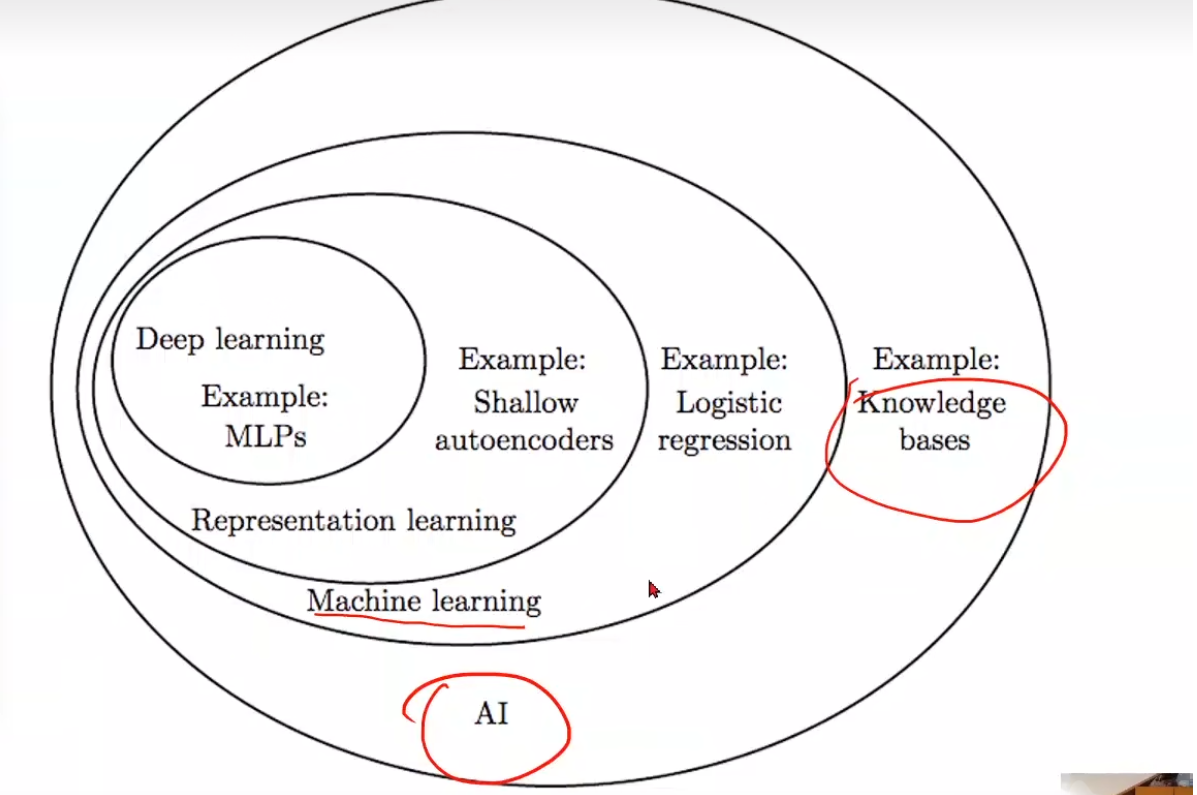 Deep learning
Example:
MLPs
Example:
Shallow
autoencoders
Example:
Logistic
regression
Example:
Knowledge
bases
Representation learning
Machine learning
AI